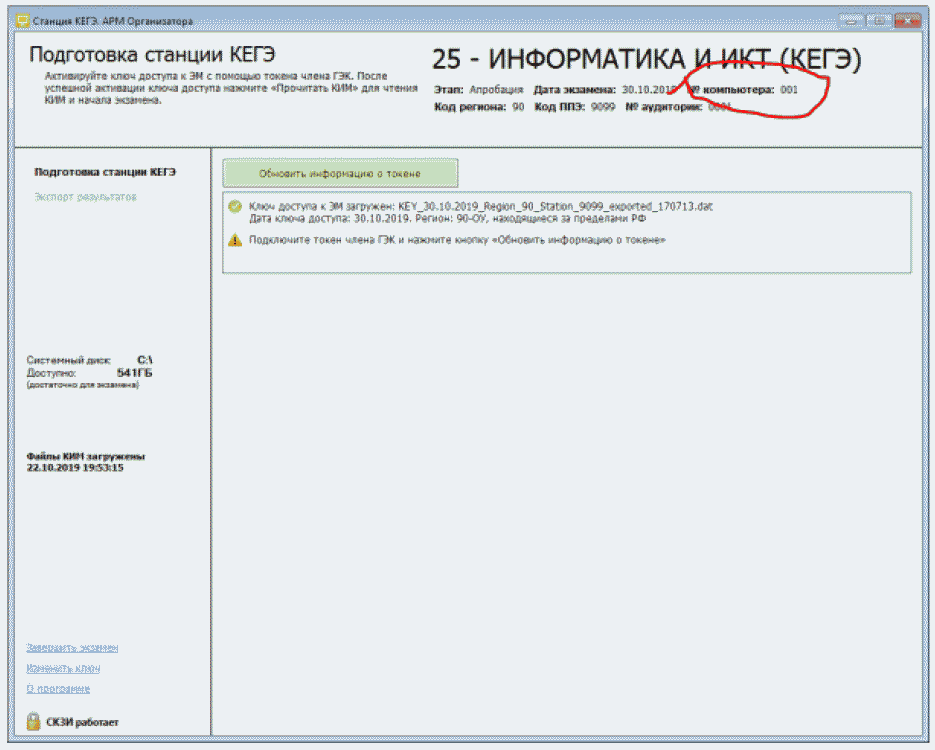 Станция КЕГЭ. АРМ Организатора
Подготовка станции КЕГЭ
Активируйте ключ доступа к ЭМ с помощью токена члена ГЭК. После
успешной активации ключа доступа нажмите «Прочитать КИМ» для чтения
КИМ и начала экзамена.
25 - ИНФОРМАТИКА И ИКТ (КЕГЭ)
Этап: Апробация Дата экзамена: 30.10.2019 № компьютера: 001
Код региона: 90 Код ППЭ: 9099 № аудитории: 0001
Подготовка станции КЕГЭ
Экспорт результатов
Обновить информацию о токене
Ключ доступа к ЭМ загружен: KEY_30.10.2019_Region_90_Station_9099_exported_170713.dat
Дата ключа доступа: 30.10.2019. Регион: 90-ОУ, находящиеся за пределами РФ
Подключите токен члена ГЭК и нажмите кнопку «Обновить информацию о токене»
Системный диск: C:\
Доступно: 541ГБ
(достаточно для экзамена)
Файлы КИМ загружены
22.10.2019 19:53:15
Завершить экзамен
Изменить ключ
О программе
СКЗИ работает